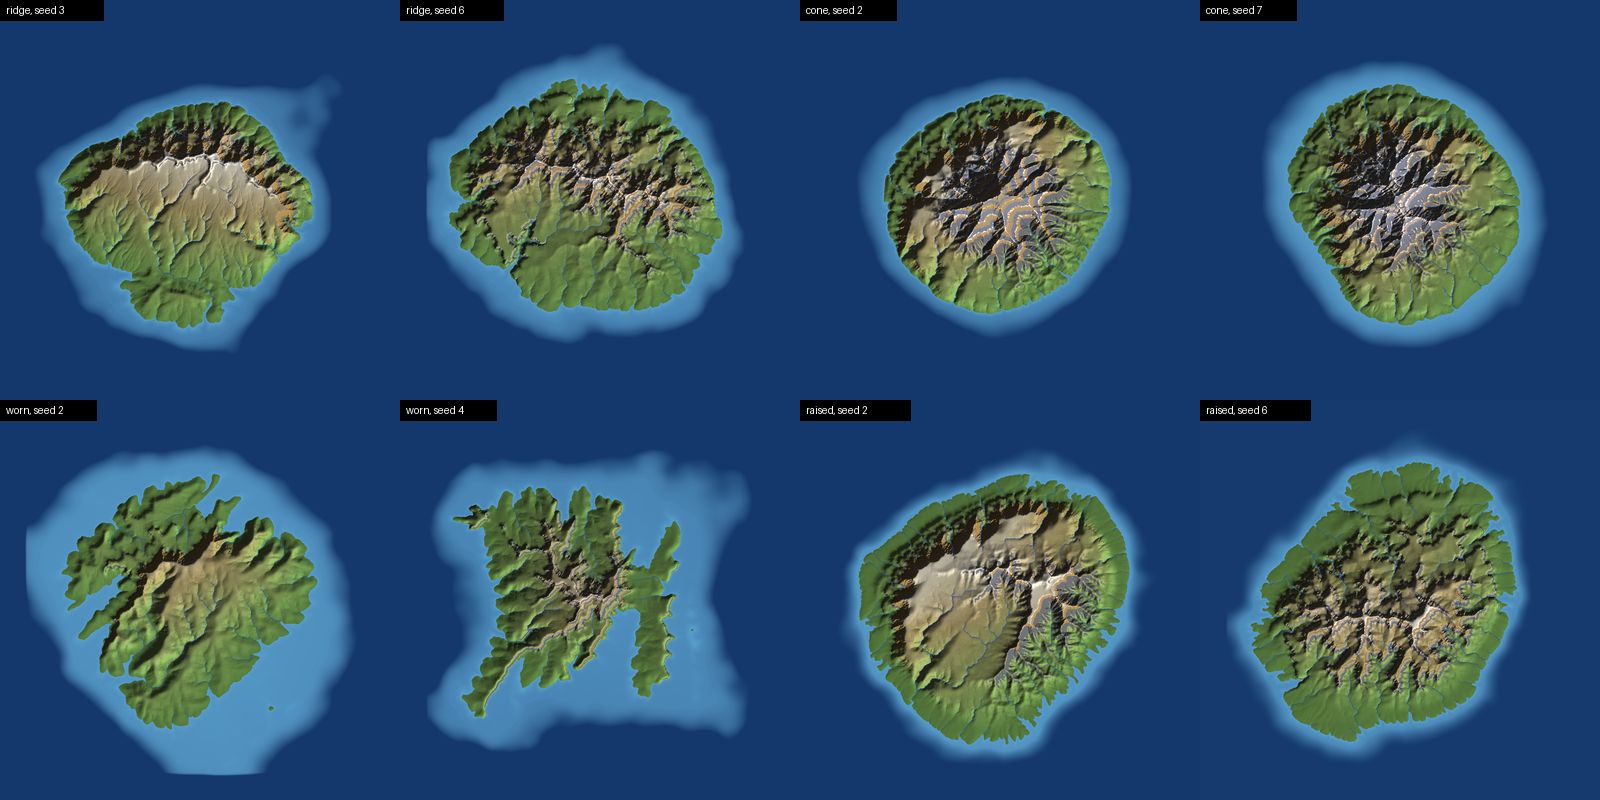 ridge, seed 3
ridge, seed 6
cone, seed 2
cone, seed 7
worn, seed 2
worn, seed 4
raised, seed 2
raised, seed 6